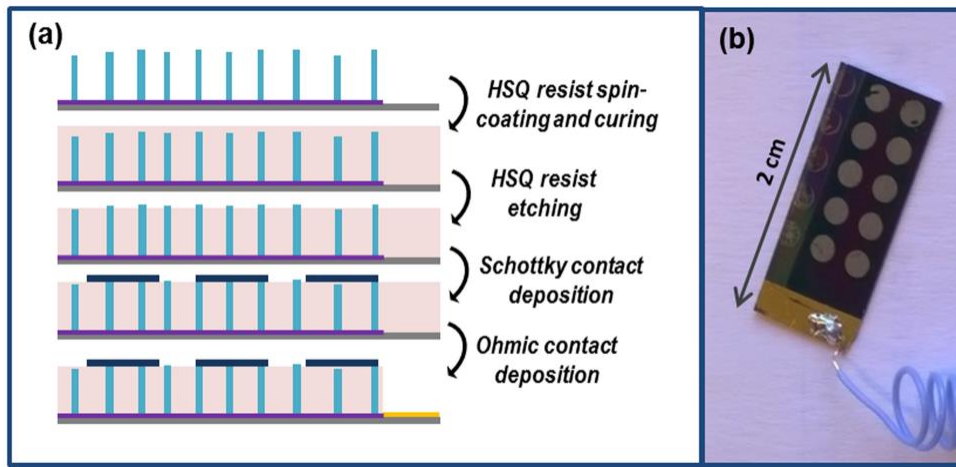 (a)
HSQ resist spin-
coating and curing
HSQ resist
etching
Schottky contact
deposition
Ohmic contact
deposition
(b)
2 cm